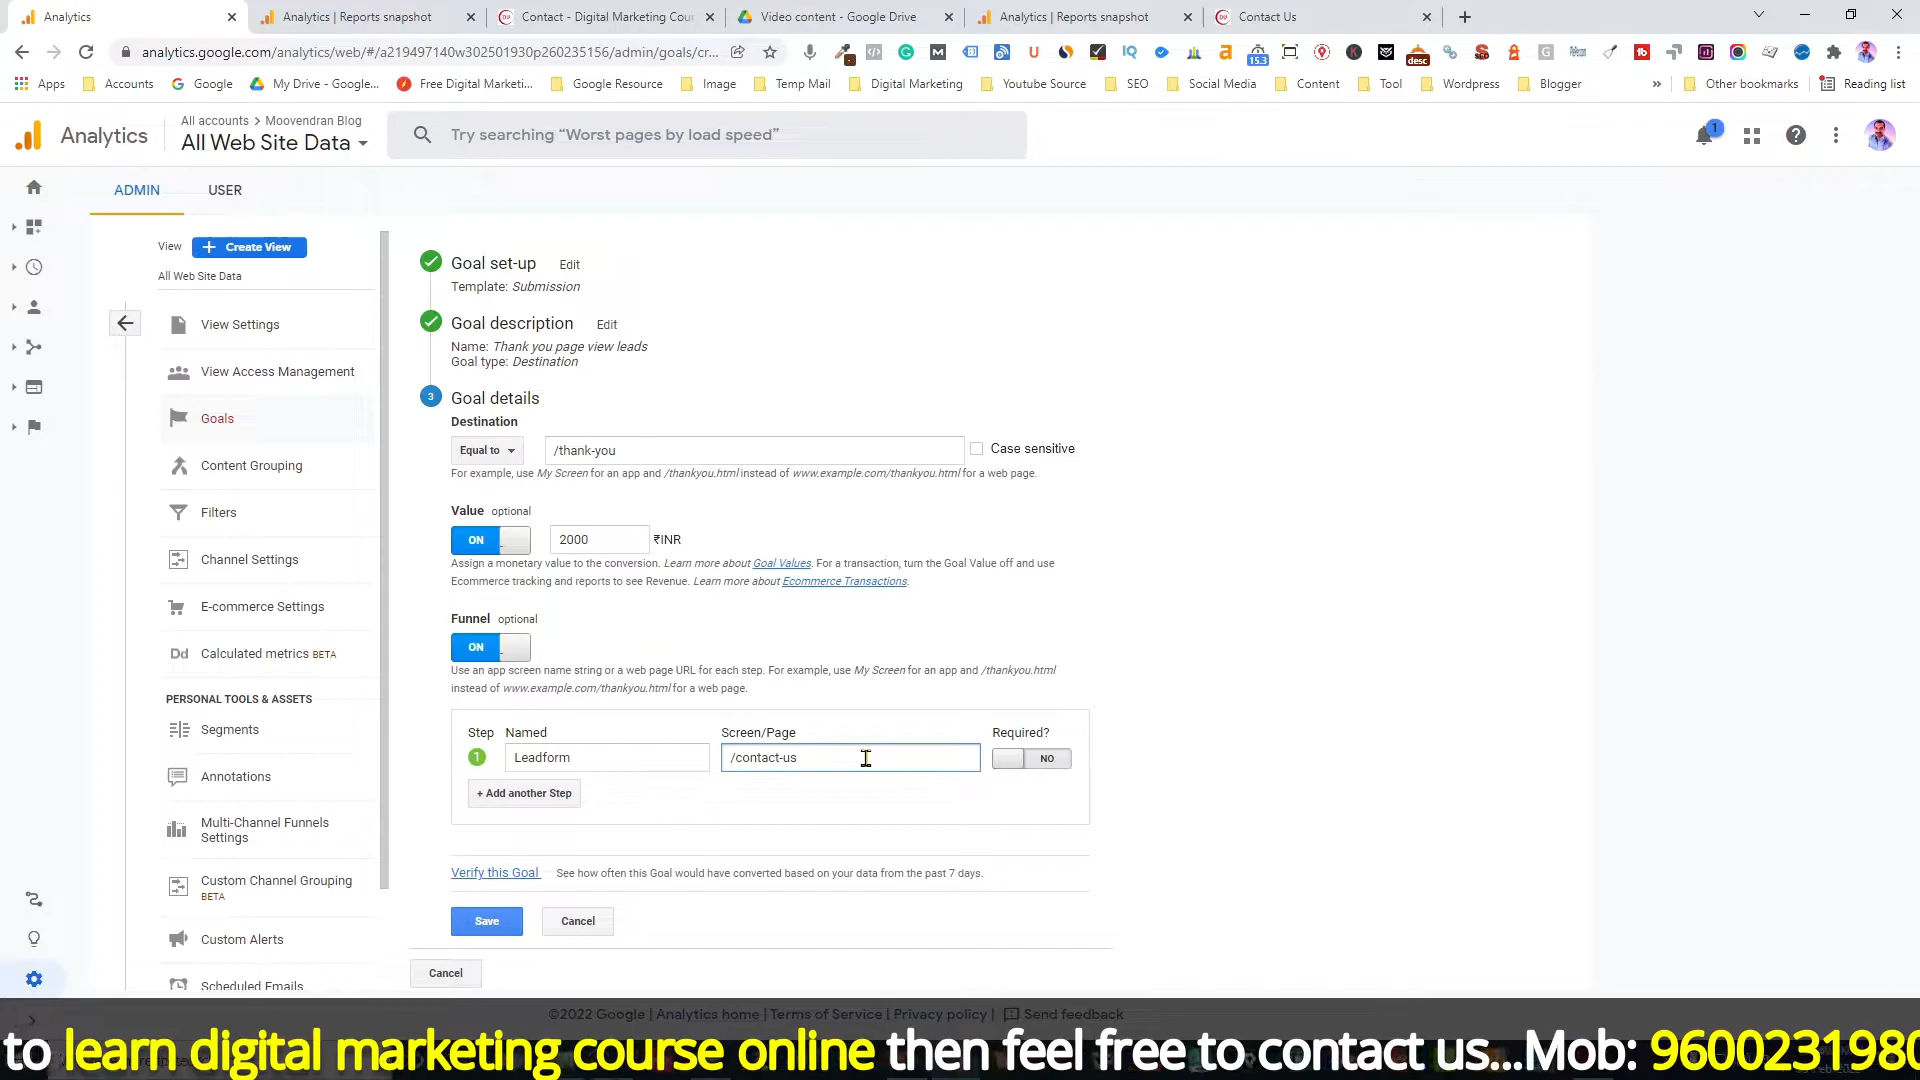 Analytics
Analytics | Reports snapshot
Contact - Digital Marketing Cour
Video content - Google Drive
Analytics | Reports snapshot
Contact Us
analytics.google.com/analytics/web/#/a219497140w302501930p260235156/admin/goals/cr...
15.3
desc
Apps
Accounts
Google
My Drive - Google...
Free Digital Marketi...
Google Resource
Image
Temp Mail
Digital Marketing
Youtube Source
SEO
Social Media
Content
Tool
Wordpress
Blogger
»
Other bookmarks
Reading list
Analytics
All accounts > Moovendran Blog
All Web Site Data
Try searching “Worst pages by load speed”
1
ADMIN
USER
View
+ Create View
All Web Site Data
View Settings
View Access Management
Goals
Content Grouping
Filters
Channel Settings
E-commerce Settings
Dd Calculated metrics BETA
PERSONAL TOOLS & ASSETS
Segments
Annotations
Multi-Channel Funnels
Settings
Custom Channel Grouping
BETA
Custom Alerts
Scheduled Emails
Goal set-up Edit
Template: Submission
Goal description Edit
Name: Thank you page view leads
Goal type: Destination
3 Goal details
Destination
Equal to
/thank-you
Case sensitive
For example, use My Screen for an app and /thankyou.html instead of www.example.com/thankyou.html for a web page.
Value optional
ON
2000
₹INR
Assign a monetary value to the conversion. Learn more about Goal Values. For a transaction, turn the Goal Value off and use
Ecommerce tracking and reports to see Revenue. Learn more about Ecommerce Transactions.
Funnel optional
ON
Use an app screen name string or a web page URL for each step. For example, use My Screen for an app and /thankyou.html
instead of www.example.com/thankyou.html for a web page.
Step Named Screen/Page Required?
1 Leadform /contact-us NO
+ Add another Step
Verify this Goal See how often this Goal would have converted based on your data from the past 7 days.
Save
Cancel
Cancel
©2022 Google | Analytics home | Terms of Service | Privacy policy | Send feedback
to learn digital marketing course online then feel free to contact us...Mob: 9600231980